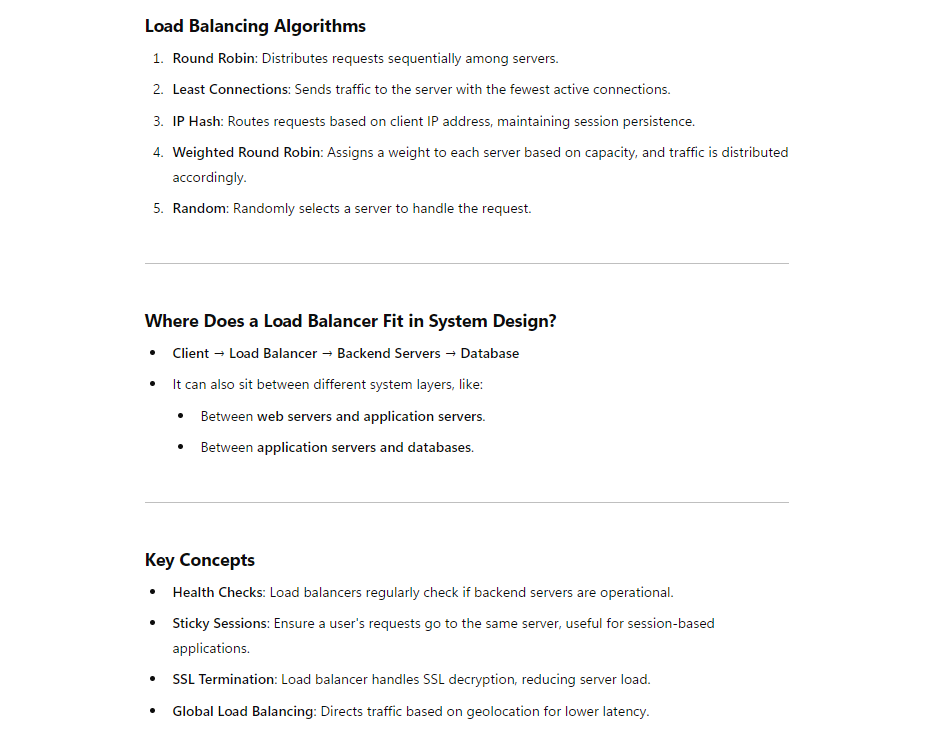 Load Balancing Algorithms
1. Round Robin: Distributes requests sequentially among servers.
2. Least Connections: Sends traffic to the server with the fewest active connections.
3. IP Hash: Routes requests based on client IP address, maintaining session persistence.
4. Weighted Round Robin: Assigns a weight to each server based on capacity, and traffic is distributed
accordingly.
5. Random: Randomly selects a server to handle the request.
Where Does a Load Balancer Fit in System Design?
• Client → Load Balancer → Backend Servers → Database
• It can also sit between different system layers, like:
• Between web servers and application servers.
• Between application servers and databases.
Key Concepts
• Health Checks: Load balancers regularly check if backend servers are operational.
• Sticky Sessions: Ensure a user's requests go to the same server, useful for session-based
applications.
• SSL Termination: Load balancer handles SSL decryption, reducing server load.
• Global Load Balancing: Directs traffic based on geolocation for lower latency.